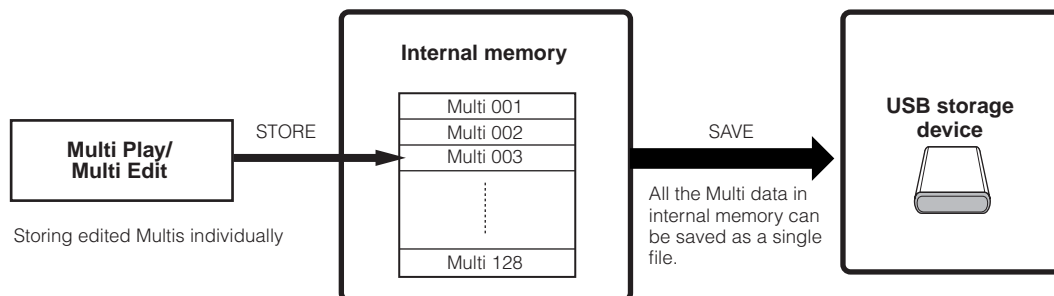 Multi Play/
Multi Edit
Storing edited Multis individually
STORE
Internal memory
Multi 001
Multi 002
Multi 003
Multi 128
SAVE
All the Multi data in
internal memory can
be saved as a single
file.
USB storage
device